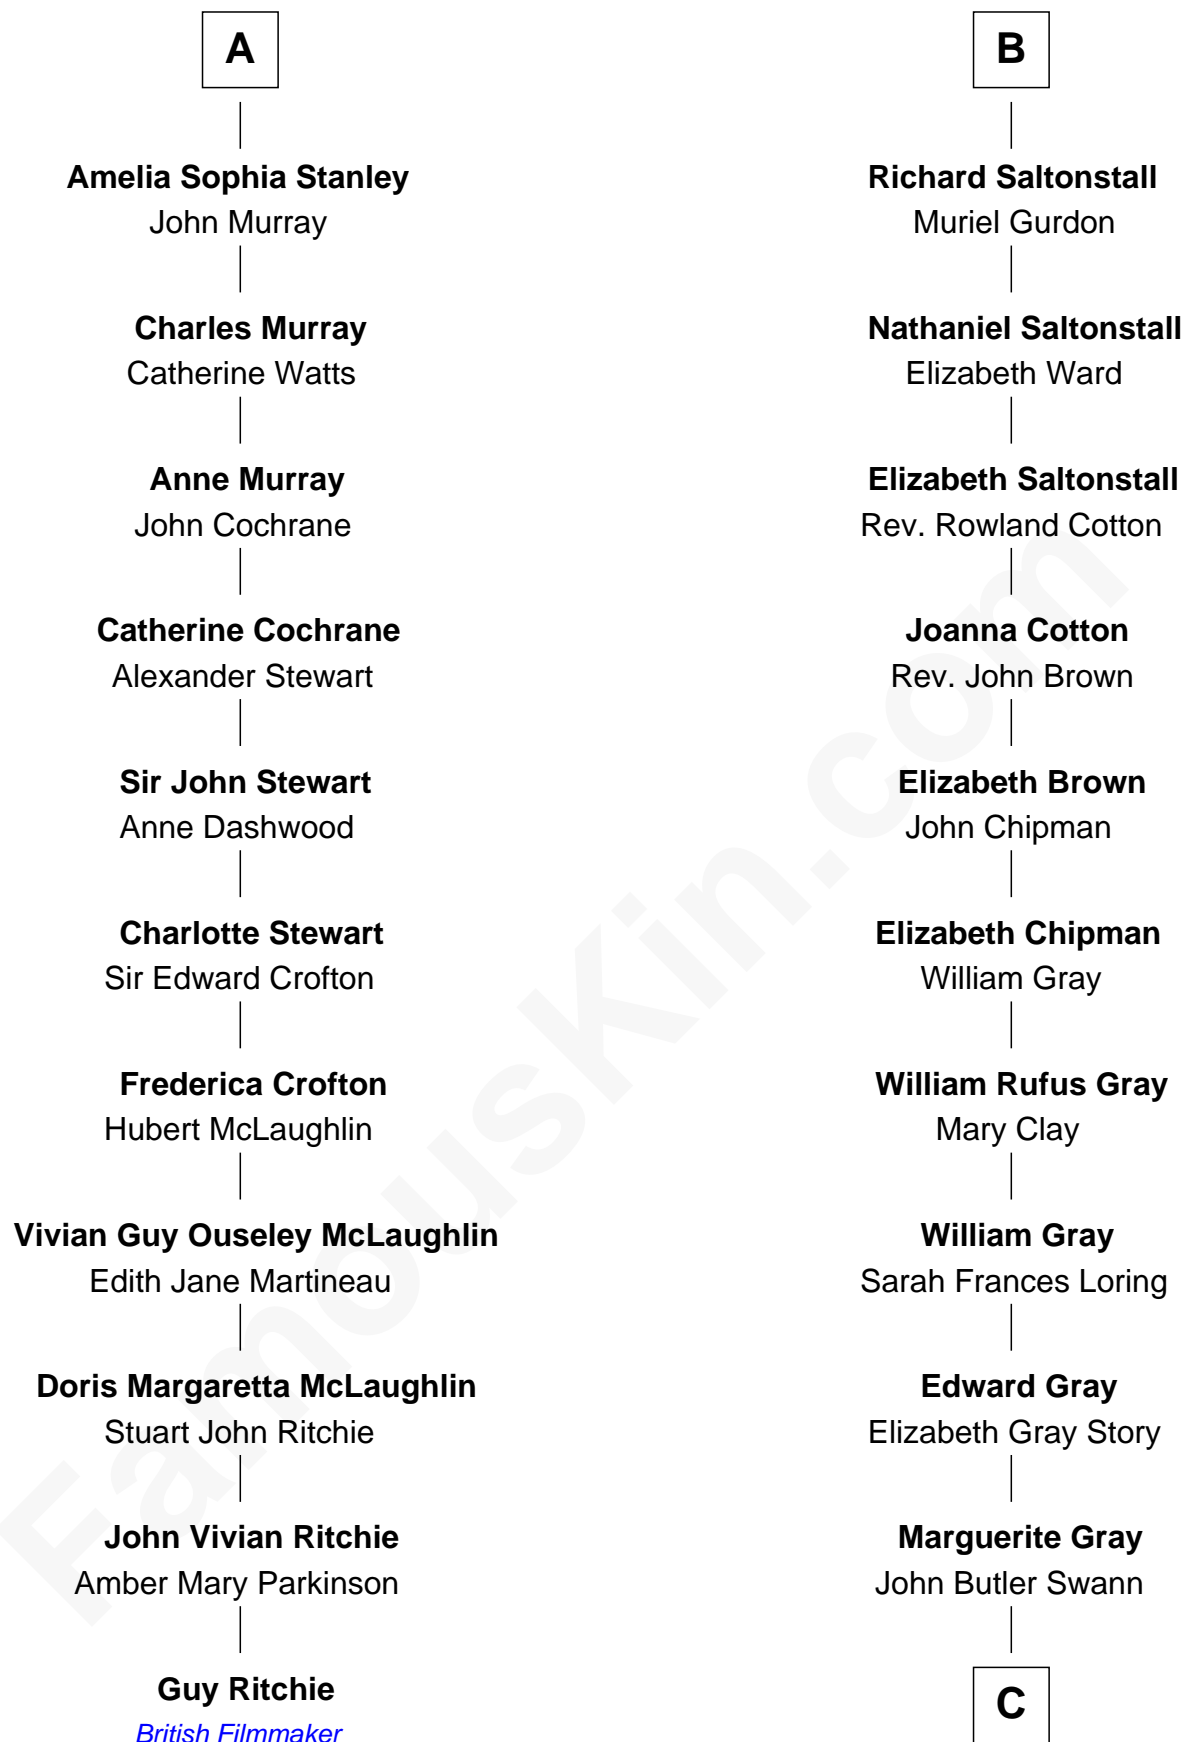 A
Amelia Sophia Stanley
John Murray
Charles Murray
Catherine Watts
Anne Murray
John Cochrane
Catherine Cochrane
Alexander Stewart
Sir John Stewart
Anne Dashwood
Charlotte Stewart
Sir Edward Crofton
Frederica Crofton
Hubert McLaughlin
Vivian Guy Ouseley McLaughlin
Edith Jane Martineau
Doris Margaretta McLaughlin
Stuart John Ritchie
John Vivian Ritchie
Amber Mary Parkinson
Guy Ritchie
British Filmmaker
B
Richard Saltonstall
Muriel Gurdon
Nathaniel Saltonstall
Elizabeth Ward
Elizabeth Saltonstall
Rev. Rowland Cotton
Joanna Cotton
Rev. John Brown
Elizabeth Brown
John Chipman
Elizabeth Chipman
William Gray
William Rufus Gray
Mary Clay
William Gray
Sarah Frances Loring
Edward Gray
Elizabeth Gray Story
Marguerite Gray
John Butler Swann
C
FamousKin.com